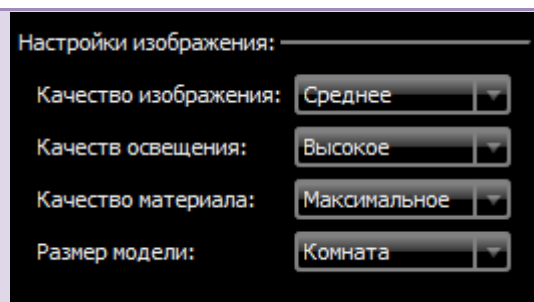 Настройки изображения:
Качество изображения: Среднее
Качеств освещения: Высокое
Качество материала: Максимальное
Размер модели: Комната